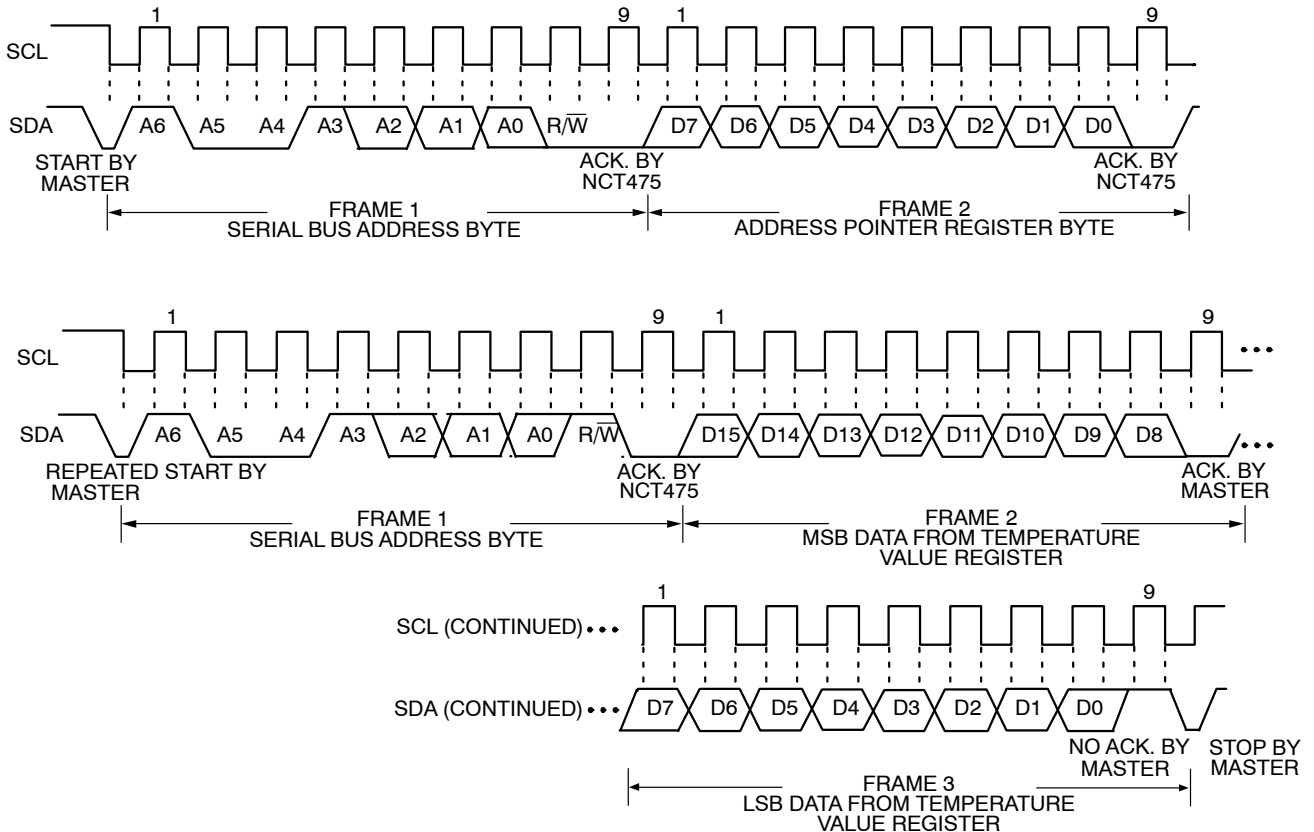 1 9 1 9
SCL
SDA A6 A5 A4 A3 A2 A1 A0 R/W̅ D7 D6 D5 D4 D3 D2 D1 D0
START BY
MASTER
ACK. BY
NCT475
ACK. BY
NCT475
FRAME 1
SERIAL BUS ADDRESS BYTE
FRAME 2
ADDRESS POINTER REGISTER BYTE
1 9 1 9
SCL
SDA A6 A5 A4 A3 A2 A1 A0 R/W̅ D15 D14 D13 D12 D11 D10 D9 D8
REPEATED START BY
MASTER
ACK. BY
NCT475
ACK. BY
MASTER
FRAME 1
SERIAL BUS ADDRESS BYTE
FRAME 2
MSB DATA FROM TEMPERATURE
VALUE REGISTER
1 9
SCL (CONTINUED)
SDA (CONTINUED) D7 D6 D5 D4 D3 D2 D1 D0
NO ACK. BY
MASTER
STOP BY
MASTER
FRAME 3
LSB DATA FROM TEMPERATURE
VALUE REGISTER